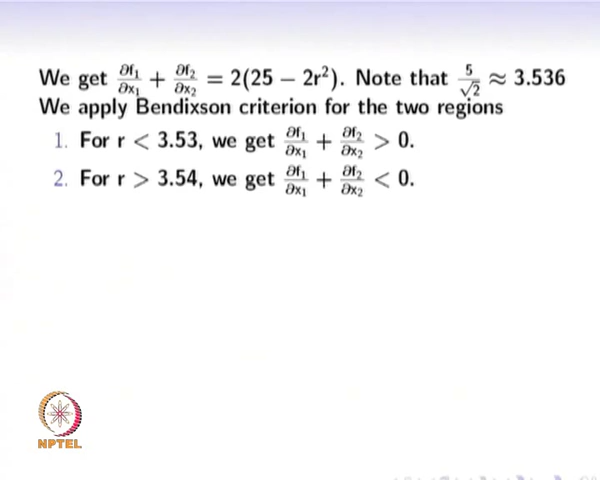 We get ∂f₁/∂x₁ + ∂f₂/∂x₂ = 2(25 − 2r²). Note that 5/√2 ≈ 3.536
We apply Bendixson criterion for the two regions
1. For r < 3.53, we get ∂f₁/∂x₁ + ∂f₂/∂x₂ > 0.
2. For r > 3.54, we get ∂f₁/∂x₁ + ∂f₂/∂x₂ < 0.
NPTEL